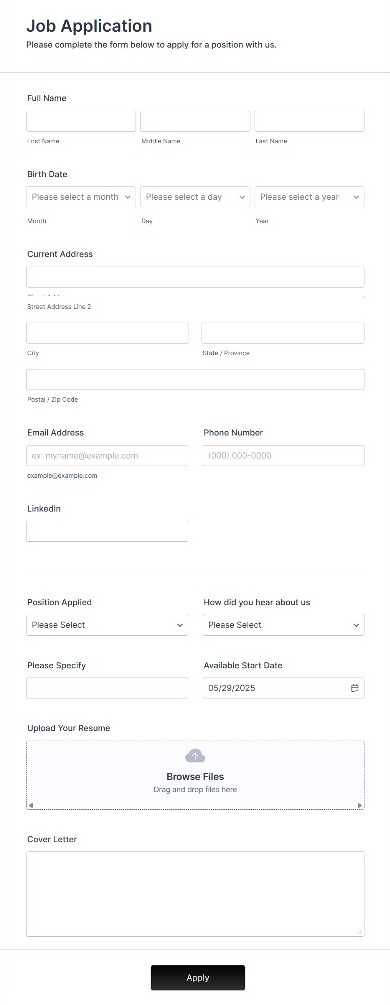 Job Application
Please complete the form below to apply for a position with us.
Full Name
First Name Middle Name Last Name
Birth Date
Please select a month Please select a day Please select a year
Month Day Year
Current Address
Street Address Line 2
City State / Province
Postal / Zip Code
Email Address Phone Number
ex: myname@example.com (000) 000-0000
example@example.com
LinkedIn
Position Applied How did you hear about us
Please Select Please Select
Please Specify Available Start Date
05/29/2025
Upload Your Resume
Browse Files
Drag and drop files here
Cover Letter
Apply